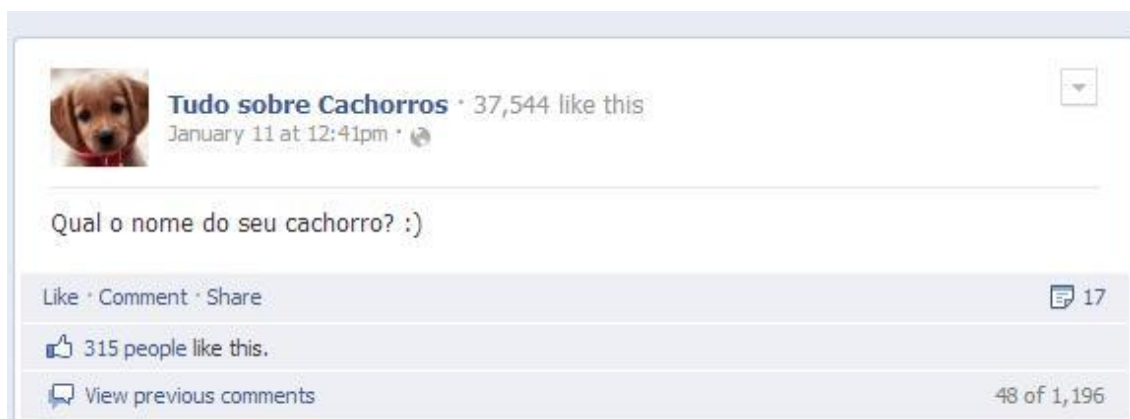 Tudo sobre Cachorros · 37,544 like this
January 11 at 12:41pm ·
Qual o nome do seu cachorro? :)
Like · Comment · Share 17
315 people like this.
View previous comments 48 of 1,196